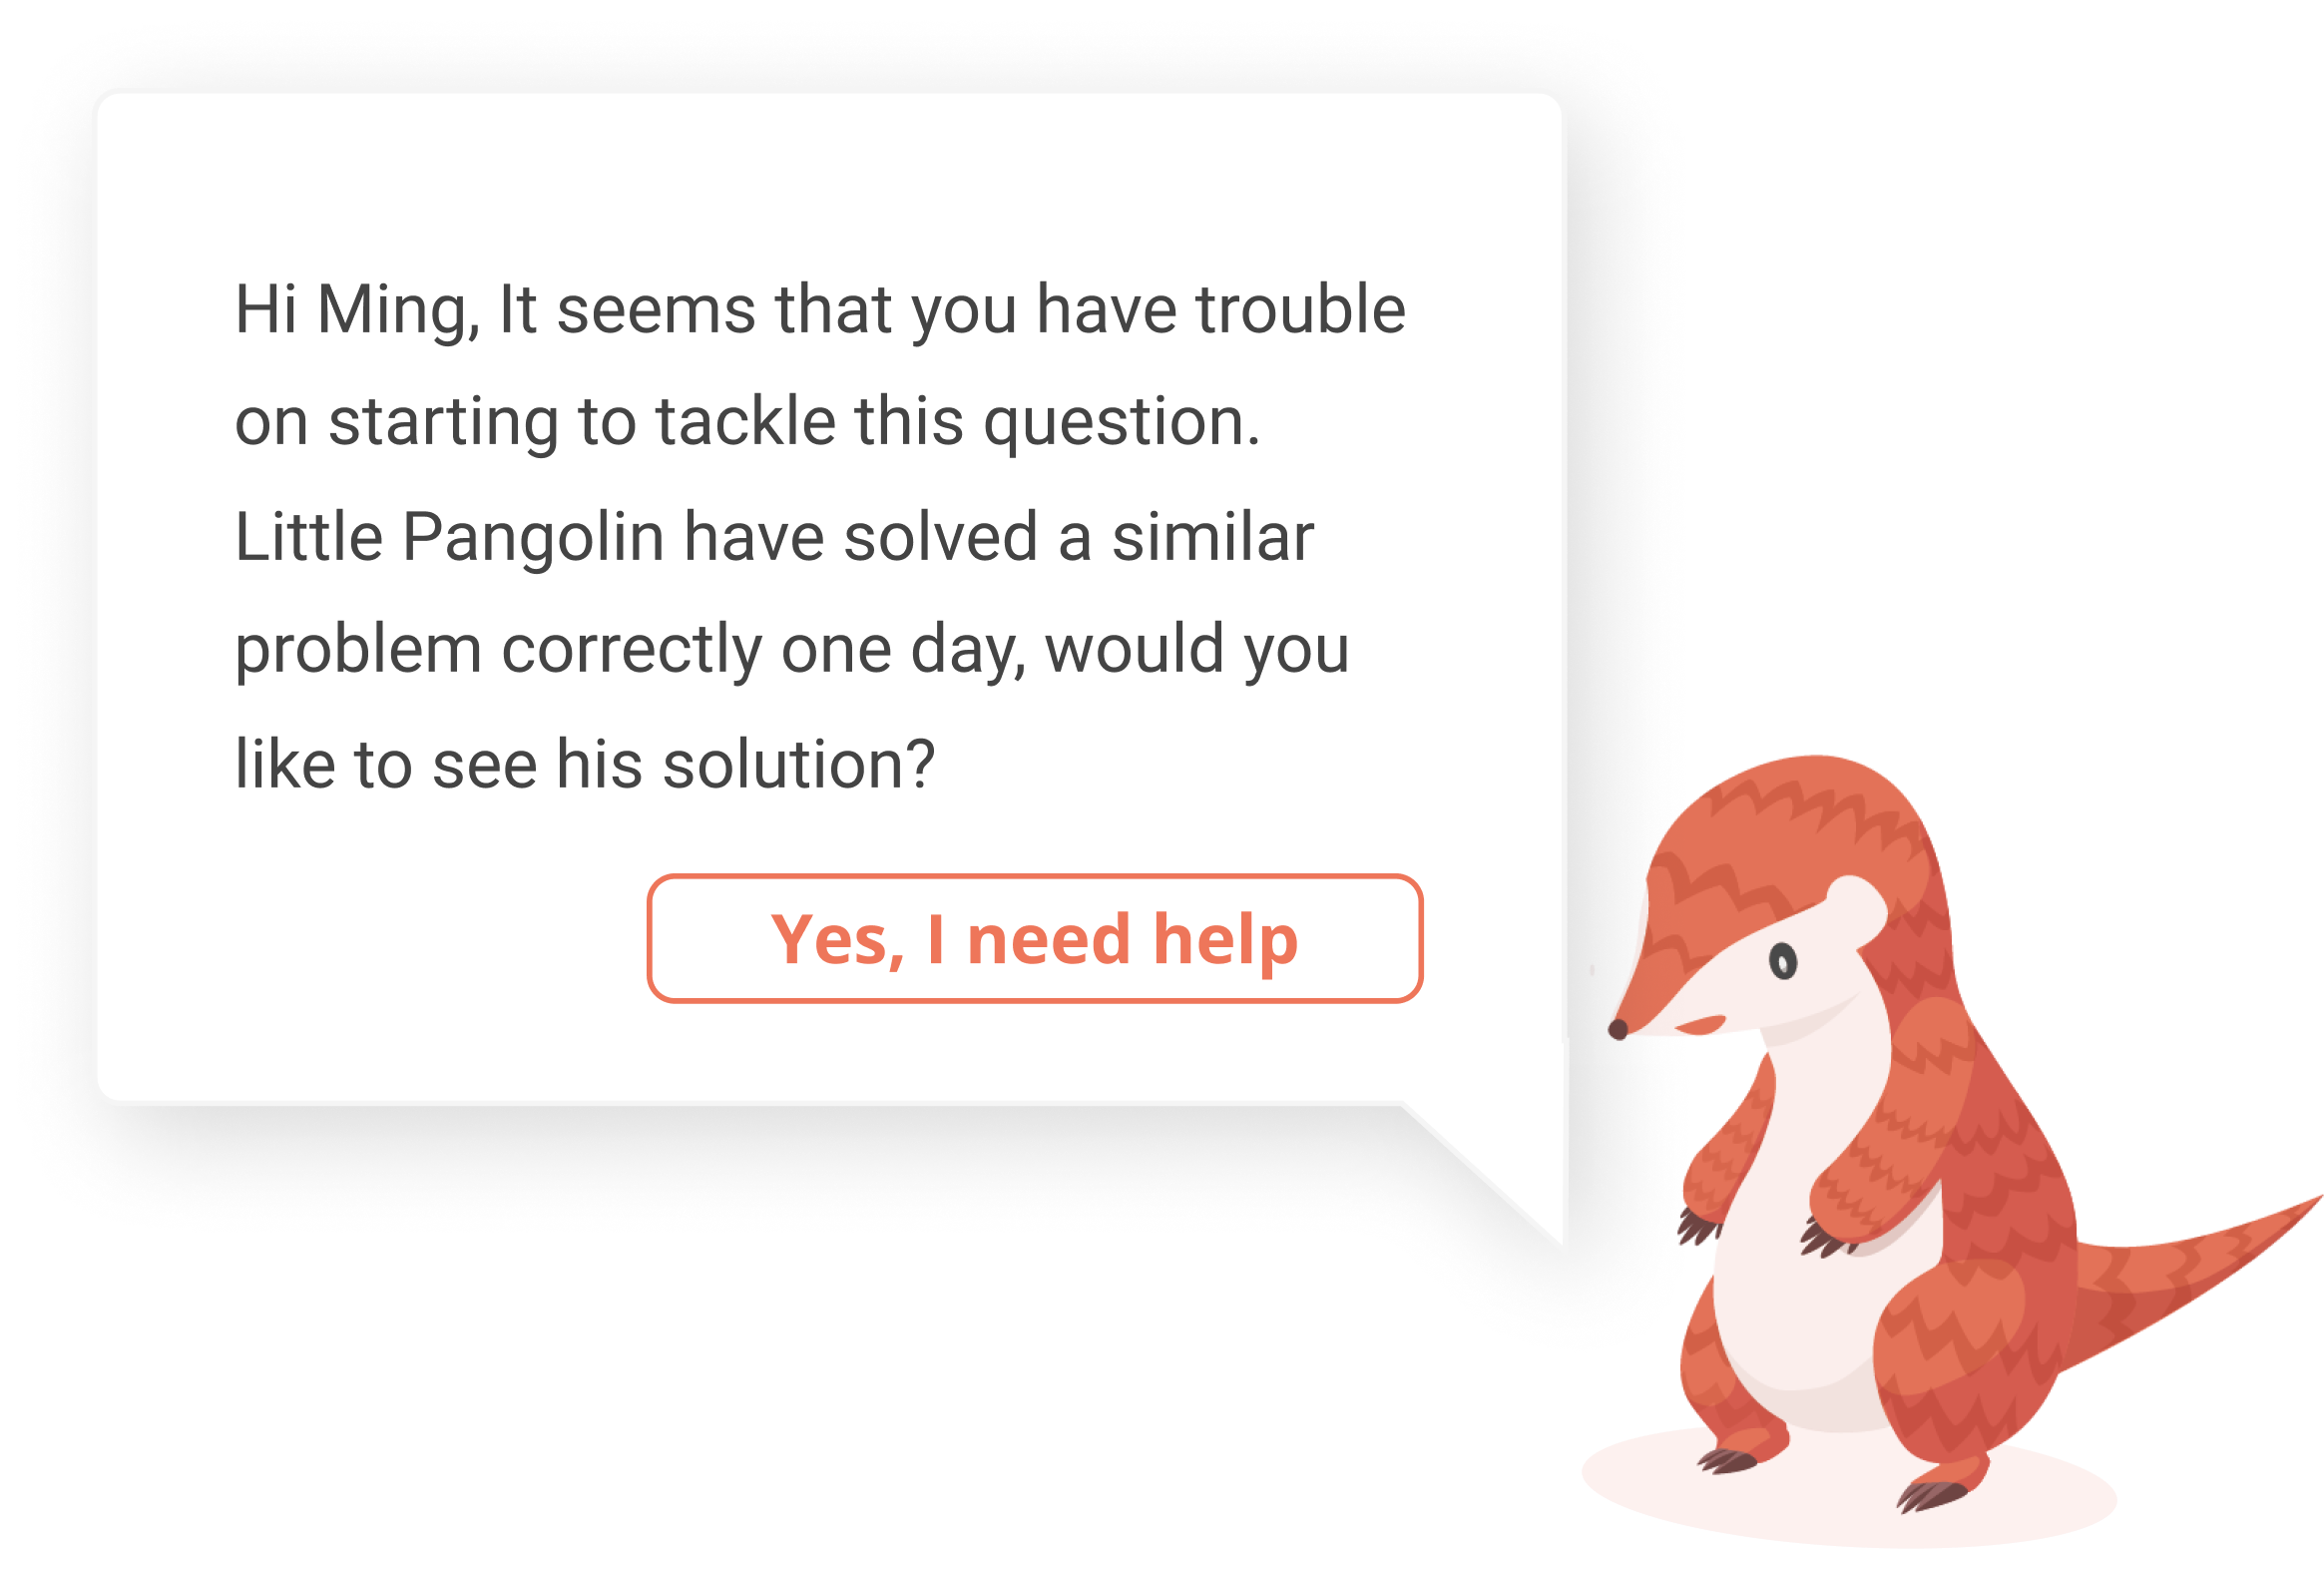 Hi Ming, It seems that you have trouble
on starting to tackle this question.
Little Pangolin have solved a similar
problem correctly one day, would you
like to see his solution?
Yes, I need help